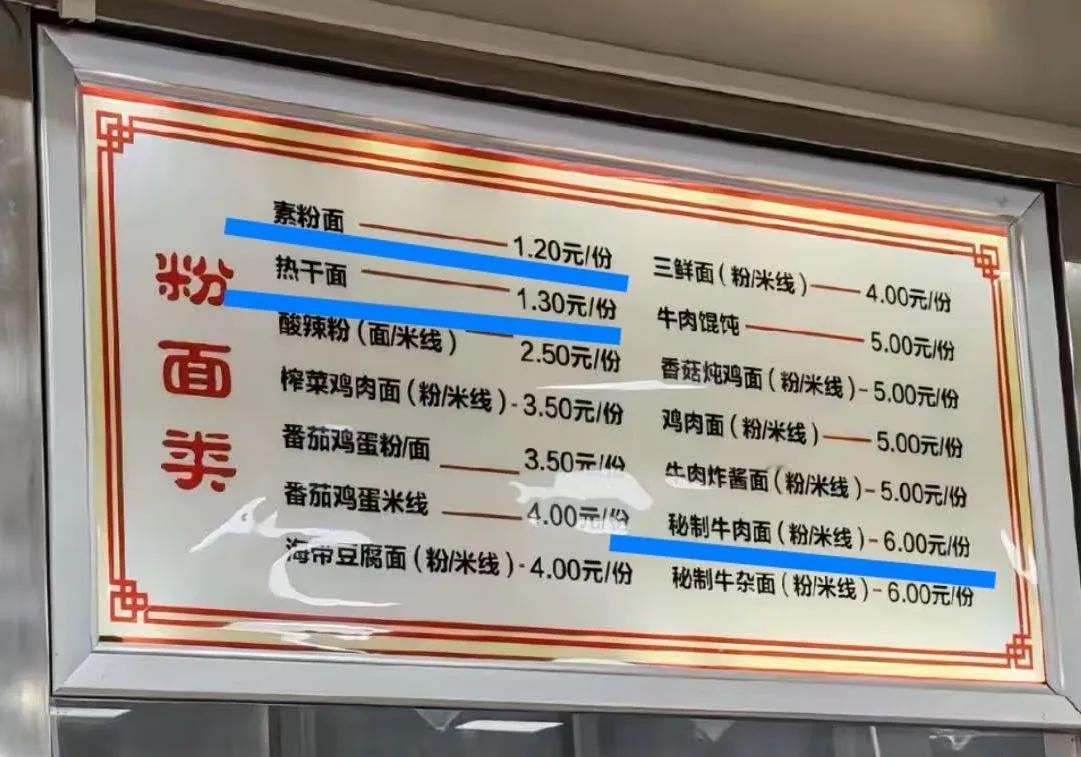 粉面类
素粉面 1.20元/份
热干面 1.30元/份
酸辣粉(面/米线) 2.50元/份
榨菜鸡肉面(粉/米线)-3.50元/份
番茄鸡蛋粉/面 3.50元/份
番茄鸡蛋米线 4.00元/份
海带豆腐面(粉/米线)-4.00元/份
三鲜面(粉/米线) 4.00元/份
牛肉馄饨 5.00元/份
香菇炖鸡面(粉/米线)-5.00元/份
鸡肉面(粉/米线) 5.00元/份
牛肉炸酱面(粉/米线)-5.00元/份
秘制牛肉面(粉/米线)-6.00元/份
秘制牛杂面(粉/米线)-6.00元/份